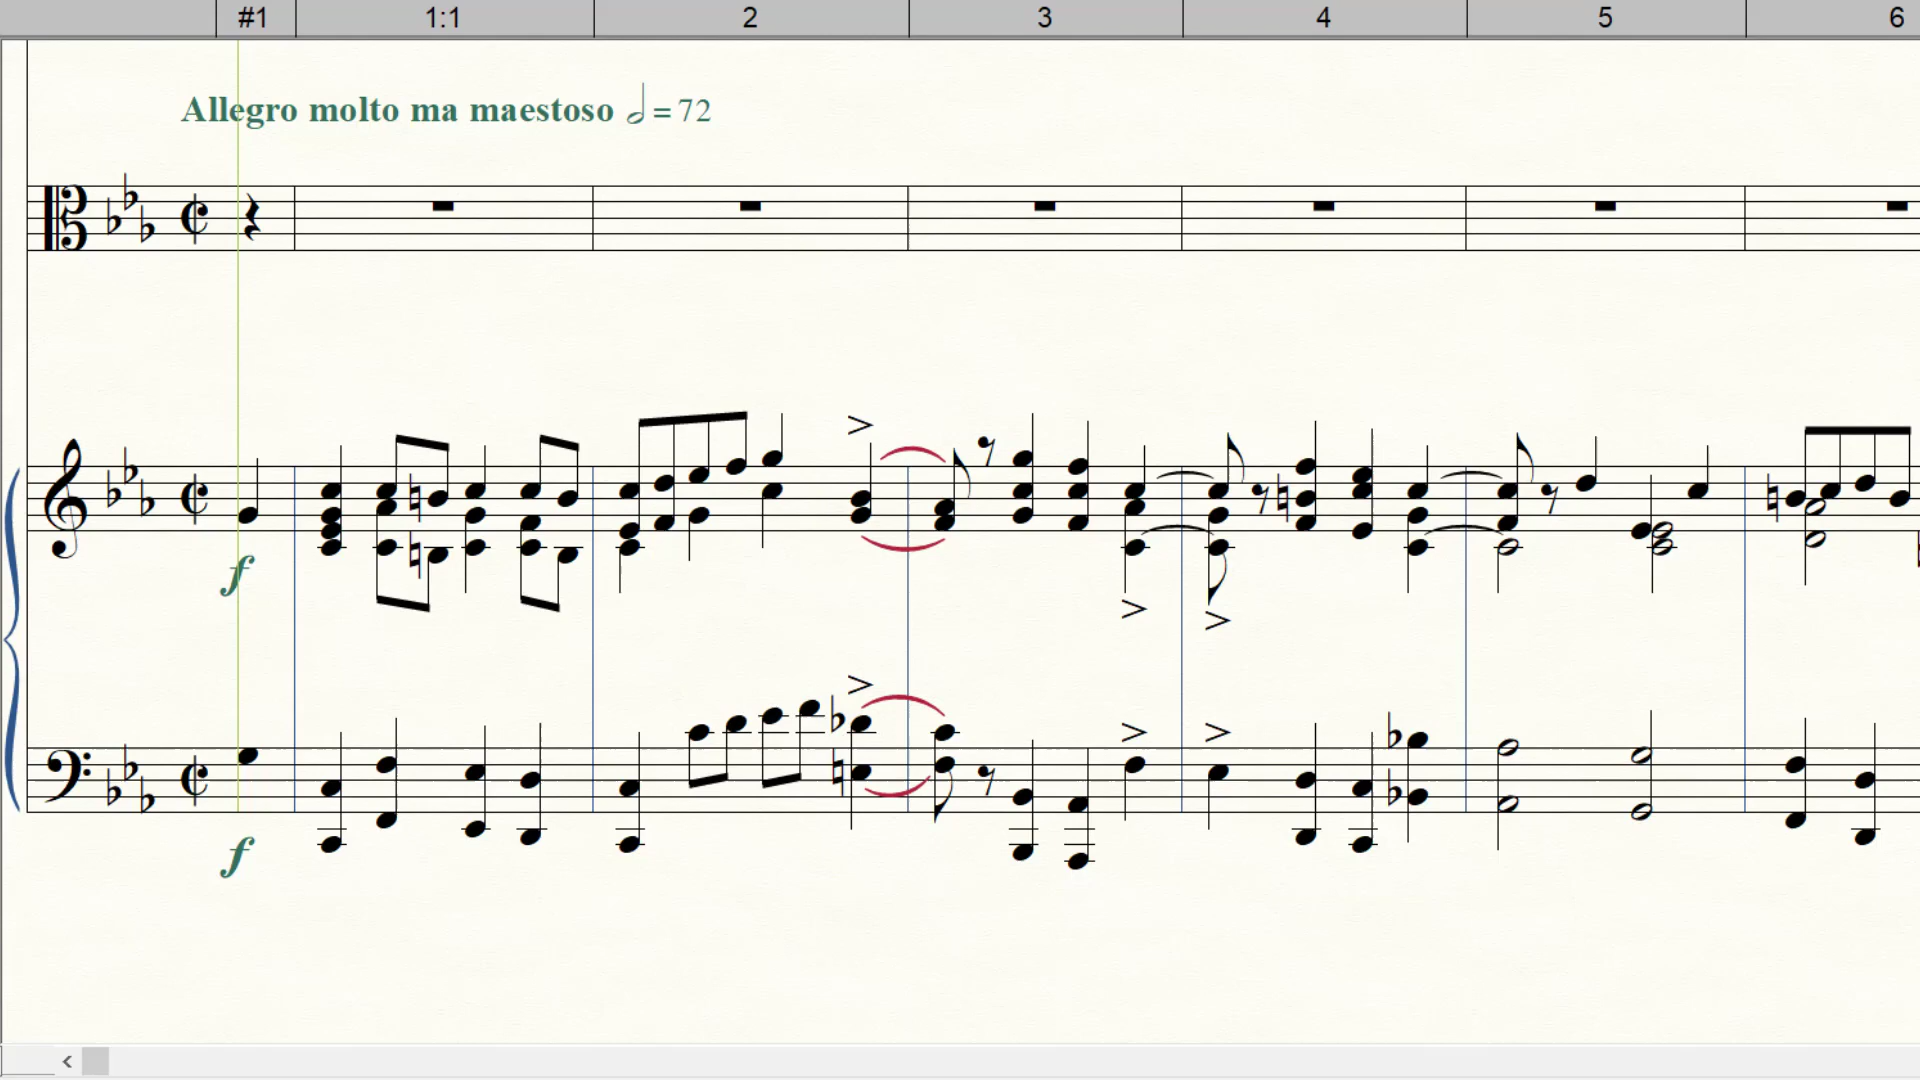 #1 1:1 2 3 4 5 6
Allegro molto ma maestoso 𝅗𝅥 = 72
f
f